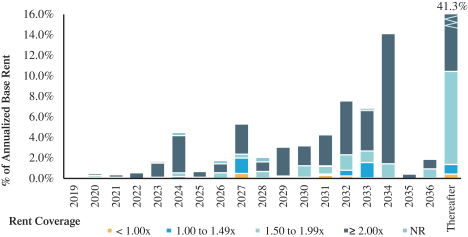 41.3%
16.0%
14.0%
12.0%
10.0%
8.0%
6.0%
4.0%
2.0%
0.0%
% of Annualized Base Rent
2019 2020 2021 2022 2023 2024 2025 2026 2027 2028 2029 2030 2031 2032 2033 2034 2035 2036 Thereafter
Rent Coverage
< 1.00x 1.00 to 1.49x 1.50 to 1.99x ≥ 2.00x NR